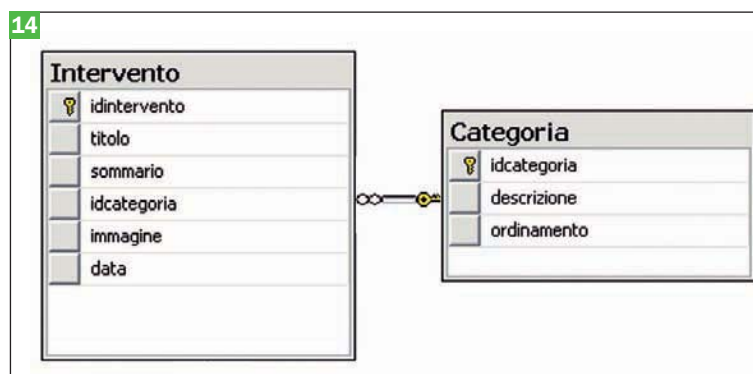 14
Intervento
idintervento
titolo
sommario
idcategoria
immagine
data
Categoria
idcategoria
descrizione
ordinamento